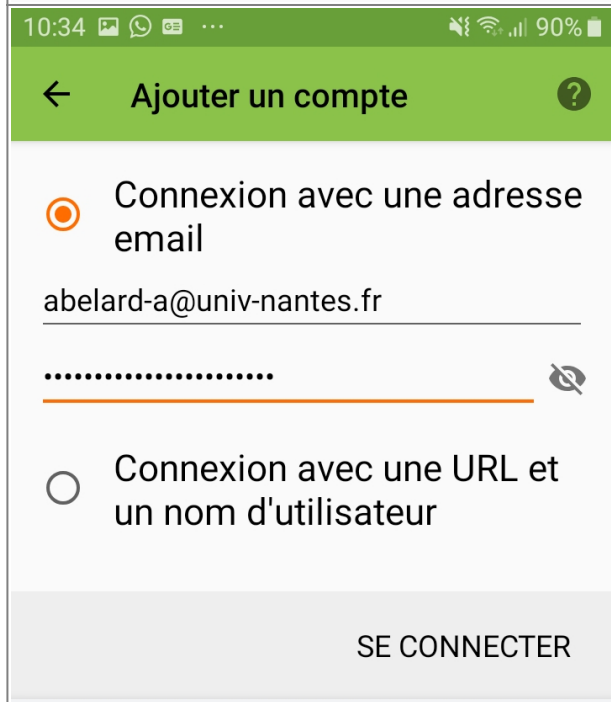 10:34 GE ... 90%
Ajouter un compte ?
Connexion avec une adresse
email
abelard-a@univ-nantes.fr
•••••••••••••••••••••••
Connexion avec une URL et
un nom d'utilisateur
SE CONNECTER